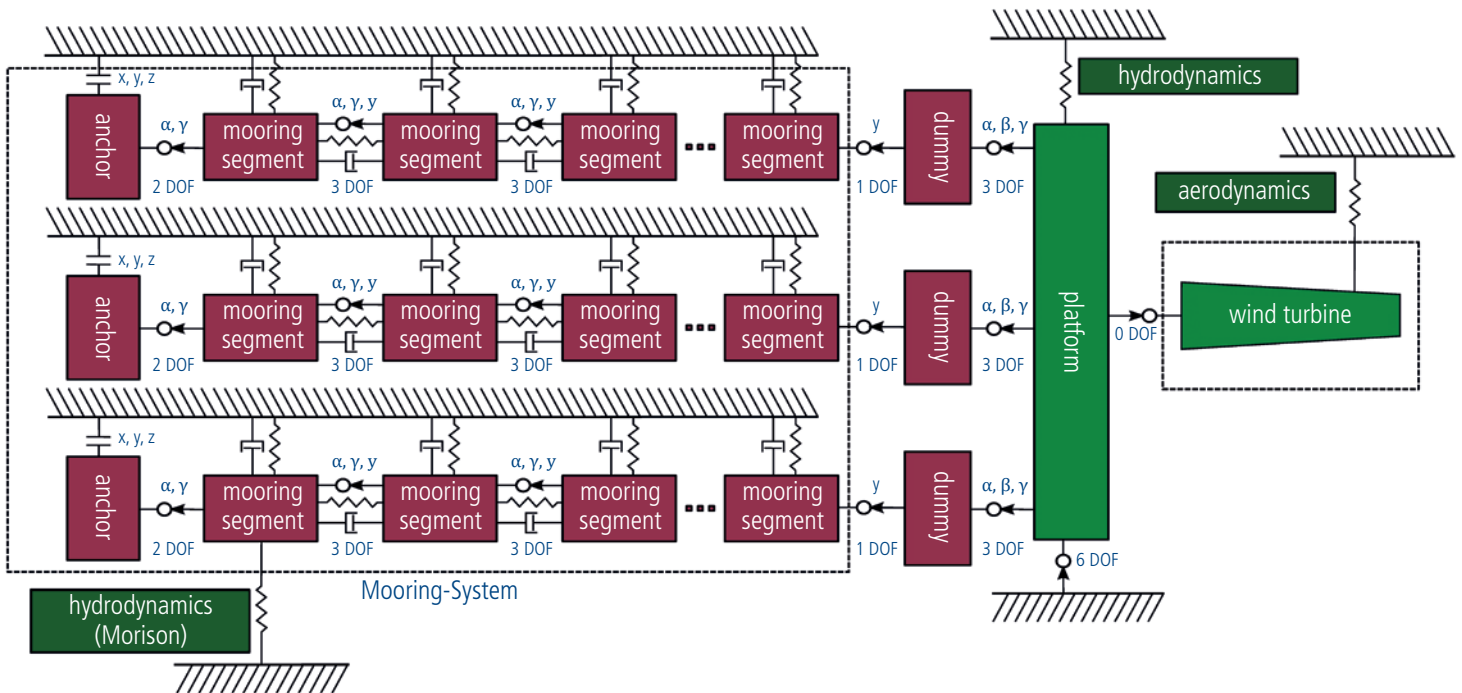 hydrodynamics
x, y, z
anchor
α, γ
2 DOF
mooring
segment
α, γ, y
3 DOF
mooring
segment
α, γ, y
3 DOF
mooring
segment
mooring
segment
y
1 DOF
dummy
α, β, γ
3 DOF
aerodynamics
x, y, z
anchor
α, γ
2 DOF
mooring
segment
α, γ, y
3 DOF
mooring
segment
α, γ, y
3 DOF
mooring
segment
mooring
segment
y
1 DOF
dummy
α, β, γ
3 DOF
platform
0 DOF
wind turbine
x, y, z
anchor
α, γ
2 DOF
mooring
segment
α, γ, y
3 DOF
mooring
segment
α, γ, y
3 DOF
mooring
segment
mooring
segment
y
1 DOF
dummy
α, β, γ
3 DOF
6 DOF
Mooring-System
hydrodynamics
(Morison)